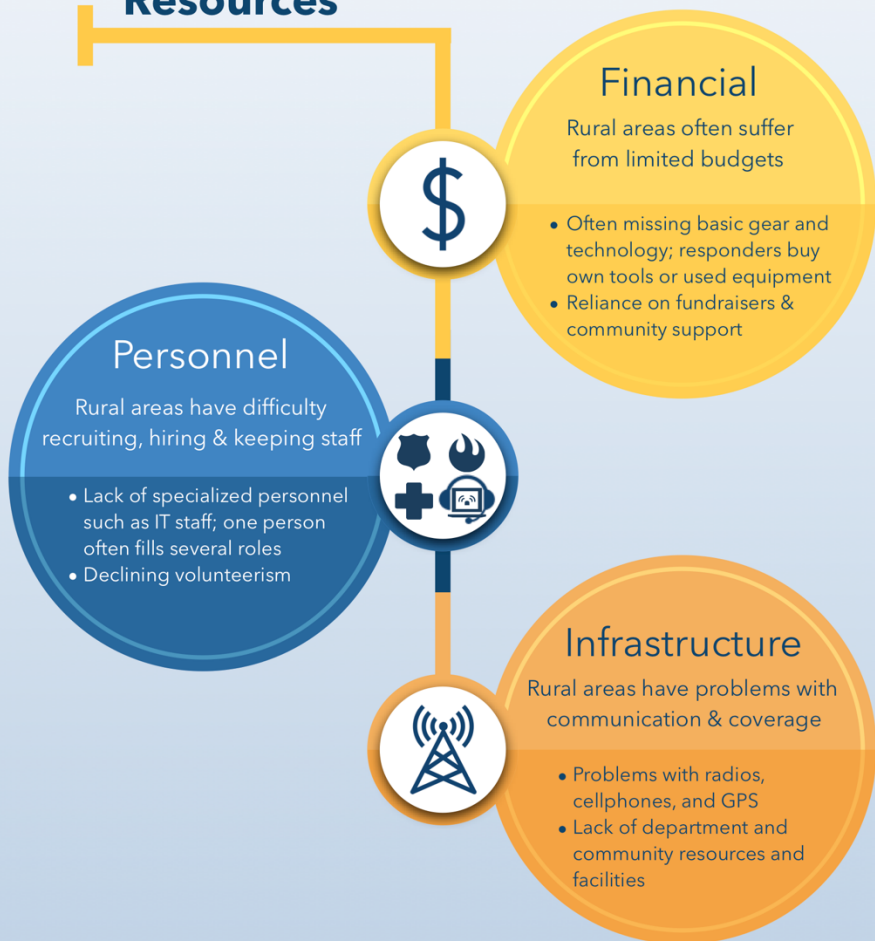 Resources
Financial
Rural areas often suffer
from limited budgets
• Often missing basic gear and
technology; responders buy
own tools or used equipment
• Reliance on fundraisers &
community support
Personnel
Rural areas have difficulty
recruiting, hiring & keeping staff
• Lack of specialized personnel
such as IT staff; one person
often fills several roles
• Declining volunteerism
Infrastructure
Rural areas have problems with
communication & coverage
• Problems with radios,
cellphones, and GPS
• Lack of department and
community resources and
facilities